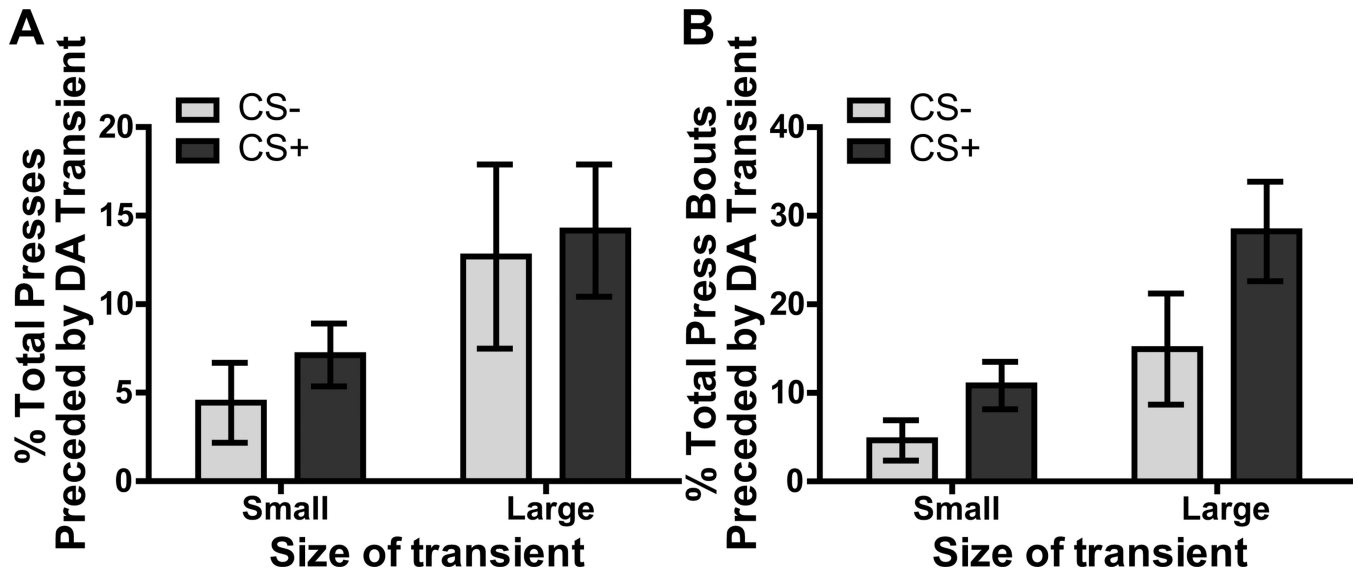 A
% Total Presses
Preceded by DA Transient
CS-
CS+
20
15
10
5
0
Small
Large
Size of transient
B
% Total Press Bouts
Preceded by DA Transient
CS-
CS+
40
30
20
10
0
Small
Large
Size of transient